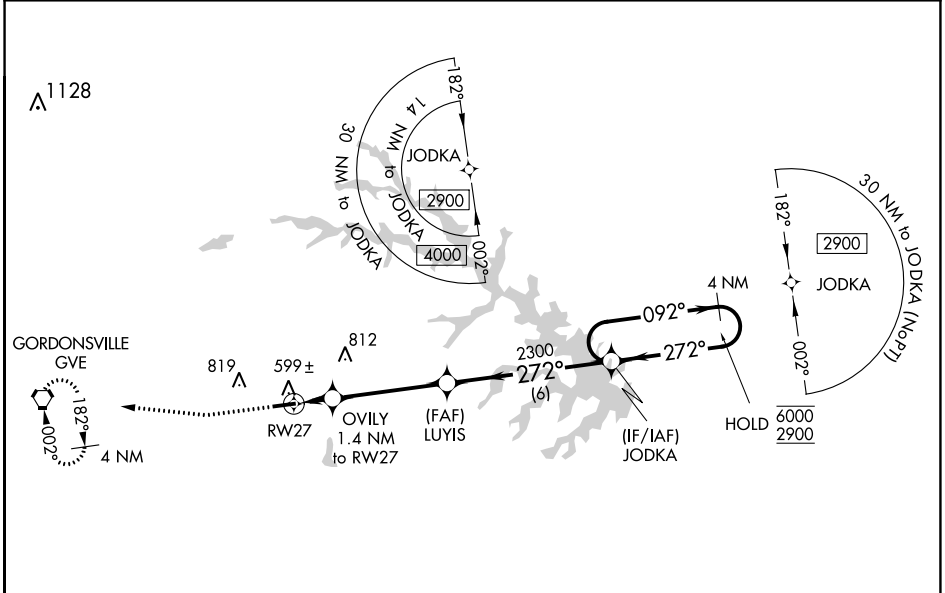 1128
182°
14 NM to JODKA
30 NM to JODKA
JODKA
2900
4000
002°
30 NM to JODKA (NoPT)
182°
2900
JODKA
002°
4 NM
092°
272°
HOLD
6000
2900
GORDONSVILLE
GVE
182°
002°
4 NM
819
599 ±
812
RW27
OVILY
1.4 NM
to RW27
(FAF)
LUYIS
2300
272°
(6)
(IF/IAF)
JODKA